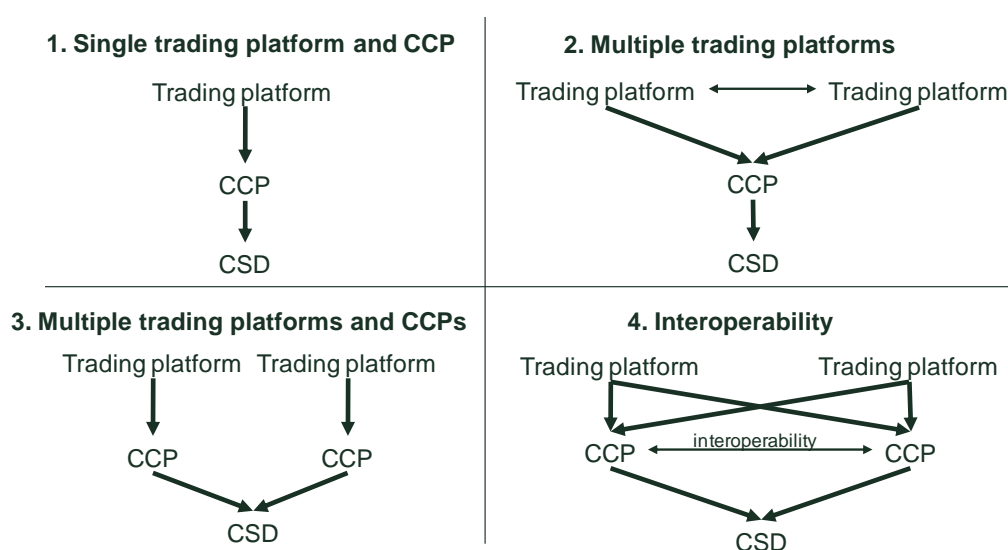 1. Single trading platform and CCP
Trading platform
CCP
CSD
2. Multiple trading platforms
Trading platform Trading platform
CCP
CSD
3. Multiple trading platforms and CCPs
Trading platform Trading platform
CCP CCP
CSD
4. Interoperability
Trading platform Trading platform
CCP interoperability CCP
CSD